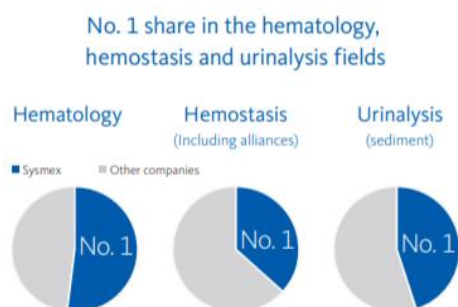 No. 1 share in the hematology,
hemostasis and urinalysis fields
Hematology
Hemostasis
(Including alliances)
Urinalysis
(sediment)
Sysmex
Other companies
No. 1
No. 1
No. 1